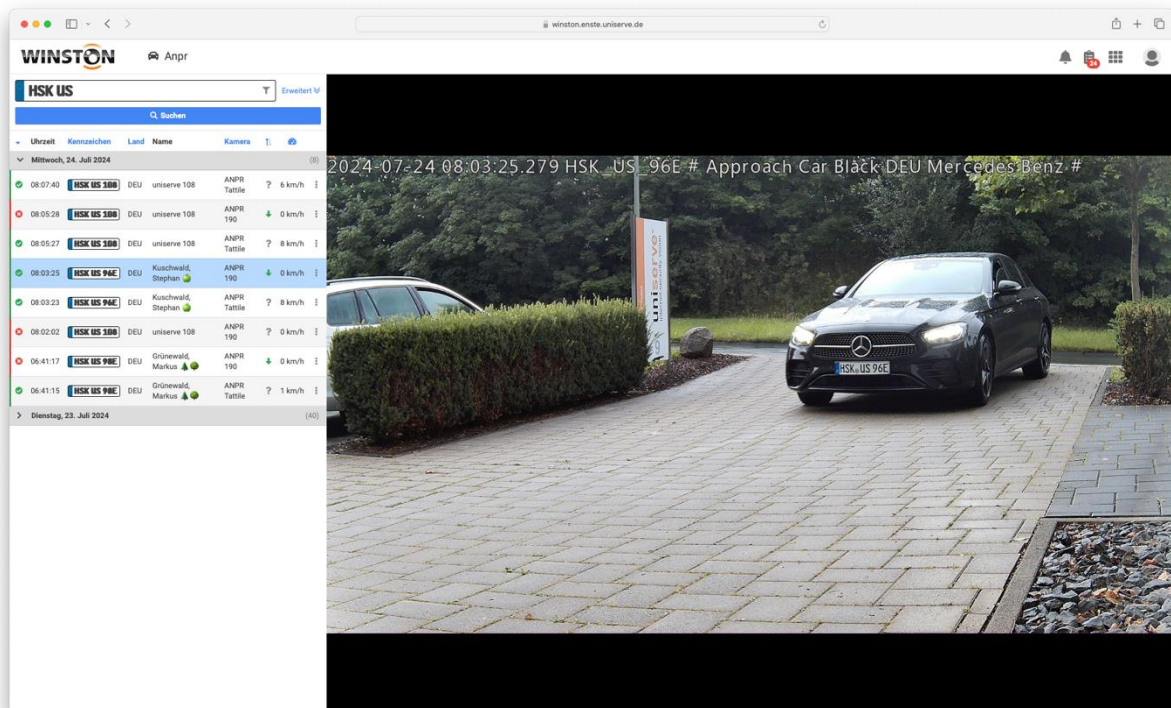 winston.enste.uniserve.de
WINSTON
Anpr
24
HSK US
Erweitert
Suchen
Uhrzeit Kennzeichen Land Name Kamera
Mittwoch, 24. Juli 2024 (8)
08:07:40 HSK US 108 DEU uniserve 108 ANPR Tattile ? 6 km/h
08:05:28 HSK US 108 DEU uniserve 108 ANPR 190 0 km/h
08:05:27 HSK US 108 DEU uniserve 108 ANPR Tattile ? 8 km/h
08:03:25 HSK US 96E DEU Kuschwald, Stephan ANPR 190 0 km/h
08:03:23 HSK US 96E DEU Kuschwald, Stephan ANPR Tattile ? 8 km/h
08:02:02 HSK US 108 DEU uniserve 108 ANPR 190 ? 0 km/h
06:41:17 HSK US 98E DEU Grünewald, Markus ANPR 190 0 km/h
06:41:15 HSK US 98E DEU Grünewald, Markus ANPR Tattile ? 1 km/h
Dienstag, 23. Juli 2024 (40)
2024-07-24 08:03:25.279 HSK_US_96E # Approach Car Black DEU Mercedes Benz #
uniserve
HSK US 96E